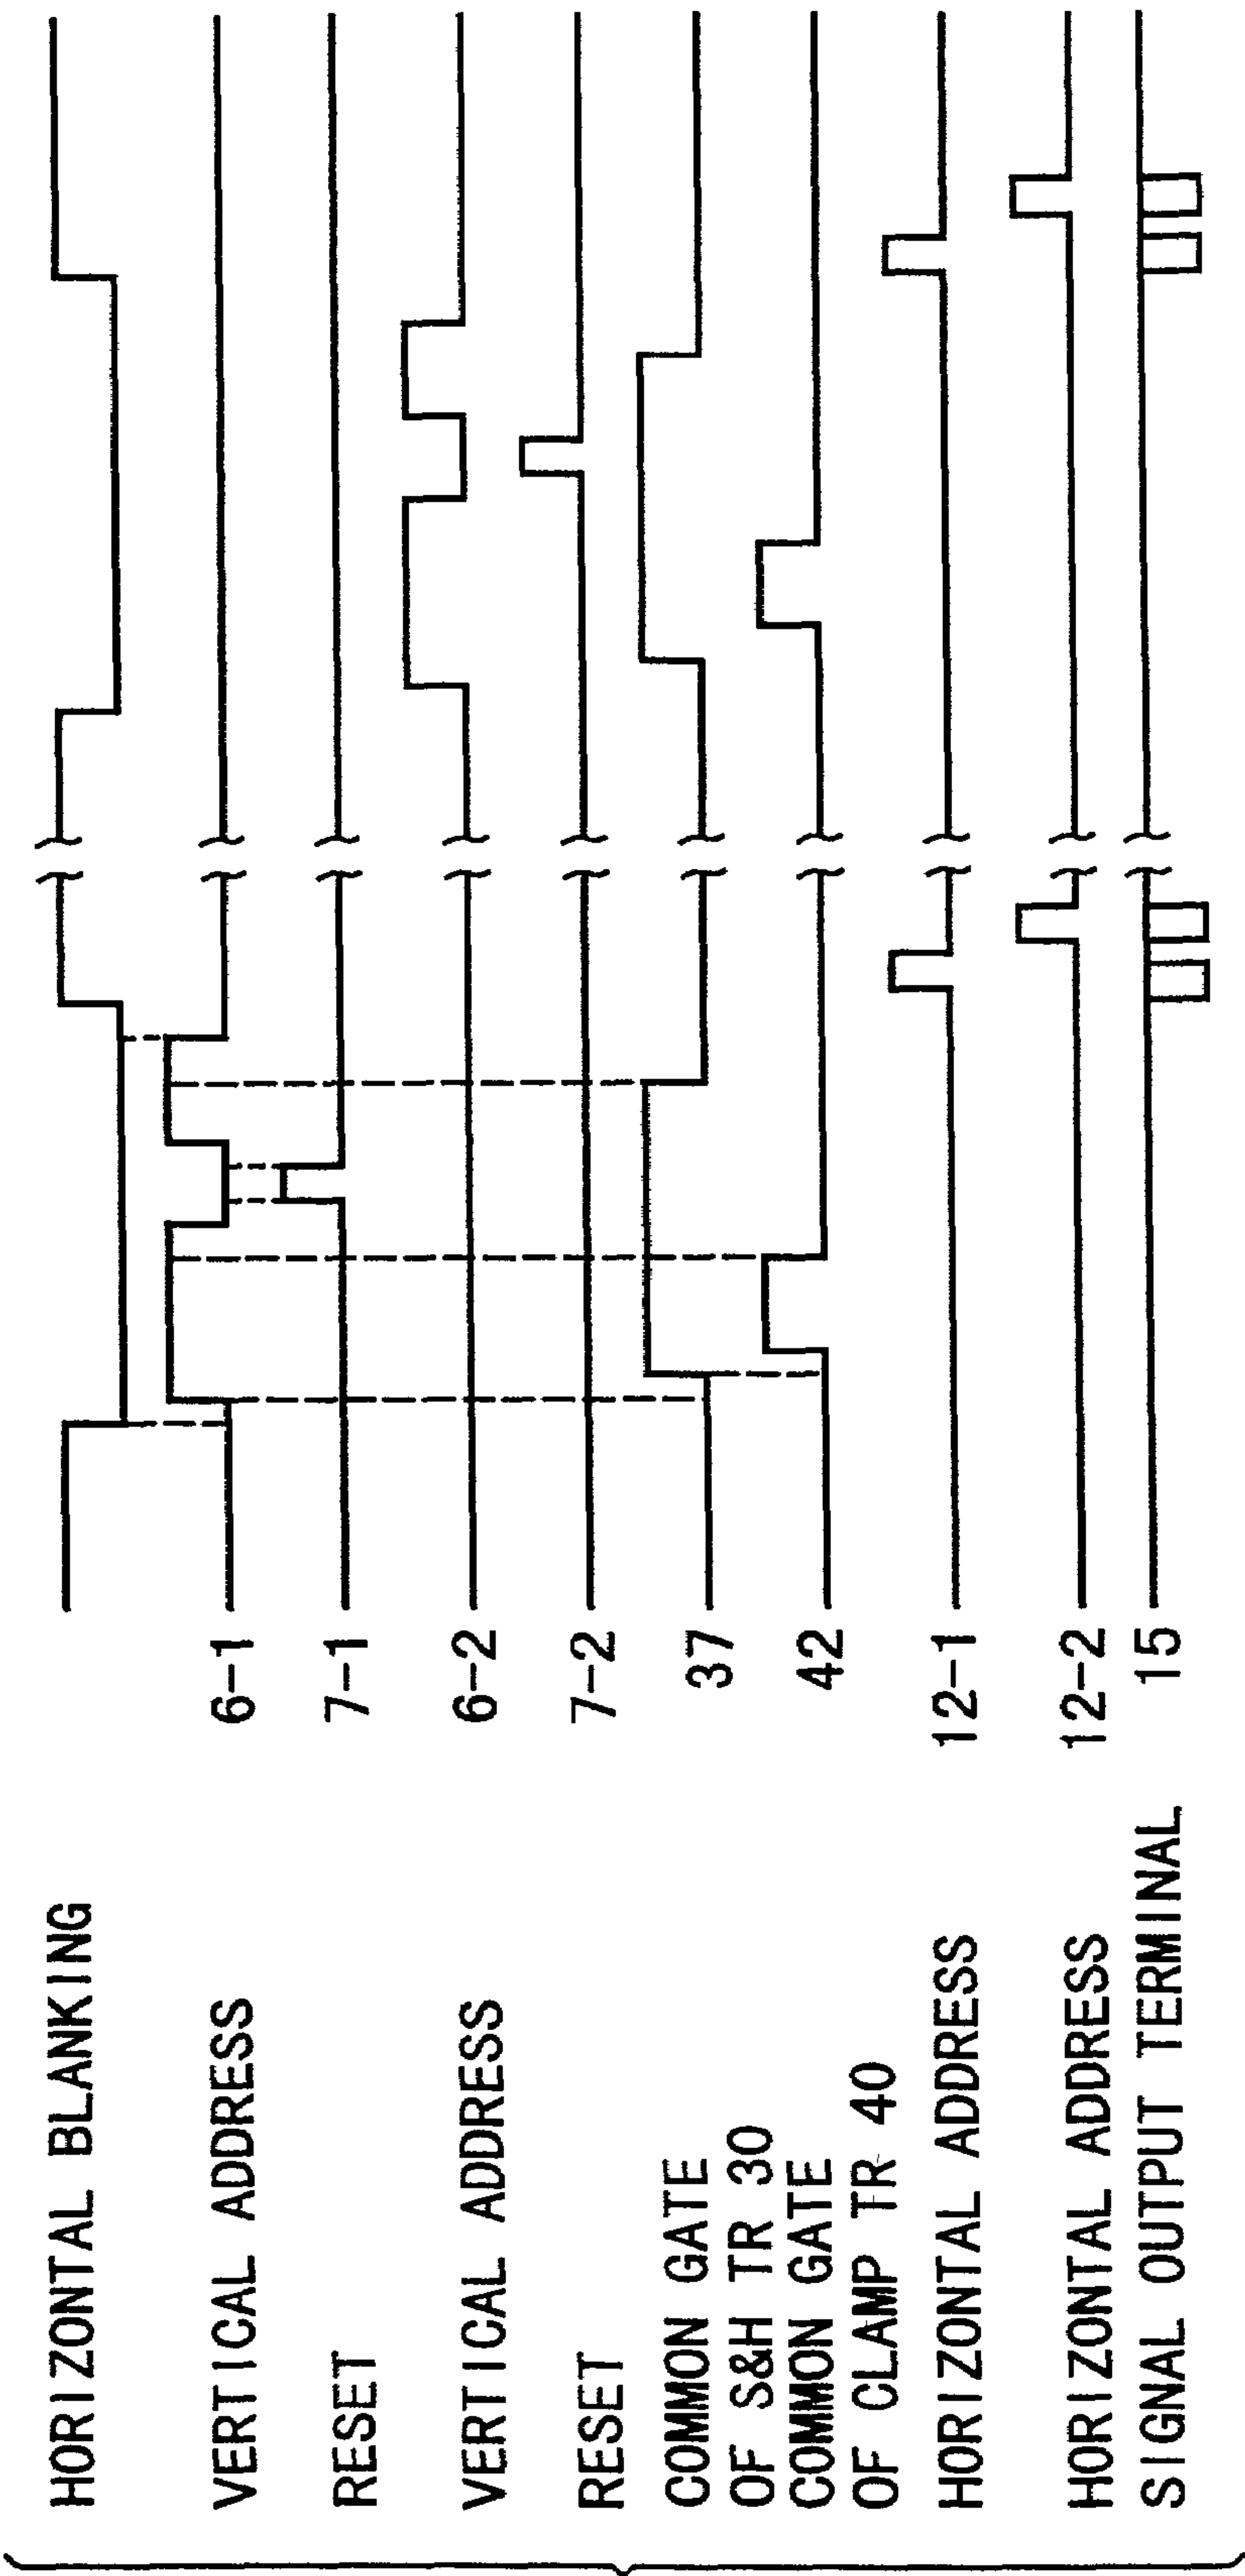 HORIZONTAL BLANKING
VERTICAL ADDRESS 6-1
RESET 7-1
VERTICAL ADDRESS 6-2
RESET 7-2
COMMON GATE
OF S&H TR 30 37
COMMON GATE
OF CLAMP TR 40 42
HORIZONTAL ADDRESS 12-1
HORIZONTAL ADDRESS 12-2
SIGNAL OUTPUT TERMINAL 15